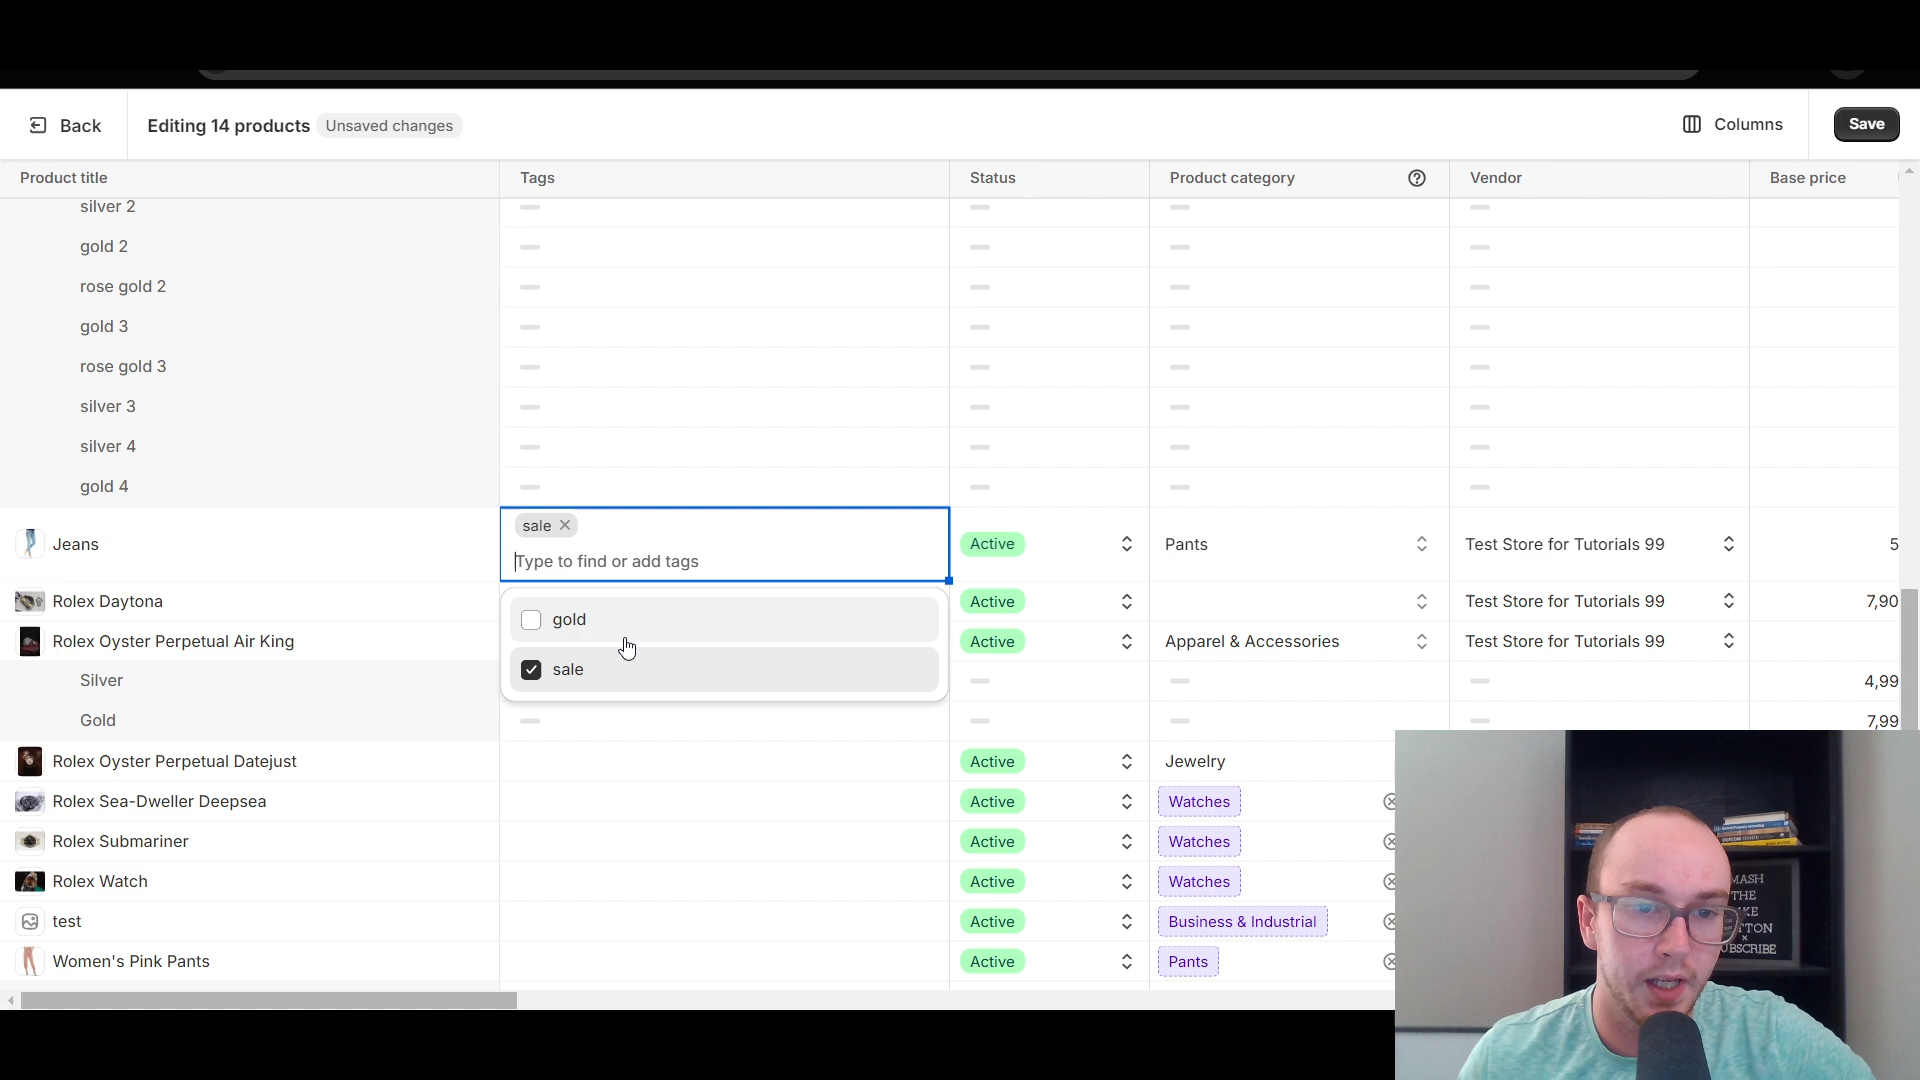 Back
Editing 14 products Unsaved changes
Columns
Save
Product title Tags Status Product category Vendor Base price
silver 2
gold 2
rose gold 2
gold 3
rose gold 3
silver 3
silver 4
gold 4
sale
Jeans Type to find or add tags Active Pants Test Store for Tutorials 99 5
Rolex Daytona Active Test Store for Tutorials 99 7,90
gold
Rolex Oyster Perpetual Air King Active Apparel & Accessories Test Store for Tutorials 99
sale
Silver 4,99
Gold 7,99
Rolex Oyster Perpetual Datejust Active Jewelry
Rolex Sea-Dweller Deepsea Active Watches
Rolex Submariner Active Watches
Rolex Watch Active Watches
test Active Business & Industrial
Women's Pink Pants Active Pants
MASH
THE
KE
TTON
UBSCRIBE